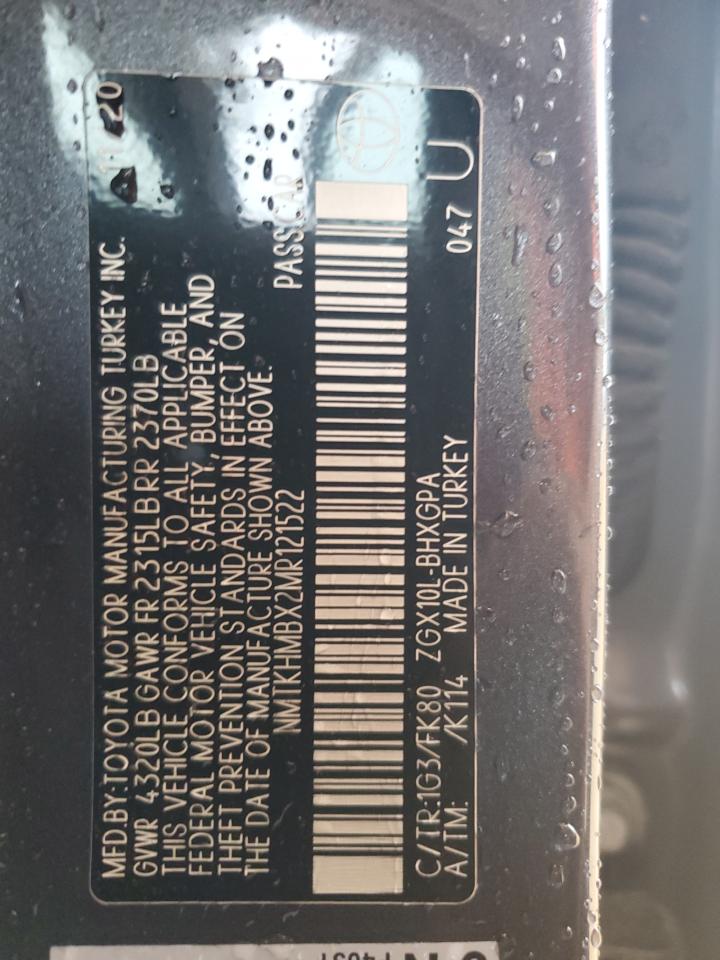 MFD.BY:TOYOTA MOTOR MANUFACTURING TURKEY INC. 11 20
GVWR 4320LB GAWR FR 2315LB RR 2370LB
THIS VEHICLE CONFORMS TO ALL APPLICABLE
FEDERAL MOTOR VEHICLE SAFETY, BUMPER, AND
THEFT PREVENTION STANDARDS IN EFFECT ON
THE DATE OF MANUFACTURE SHOWN ABOVE.
NMTKHMBX2MR121522 PASS.CAR
C/TR:1G3/FK80 ZGX10L-BHXGPA 047 U
A/TM: /K114 MADE IN TURKEY